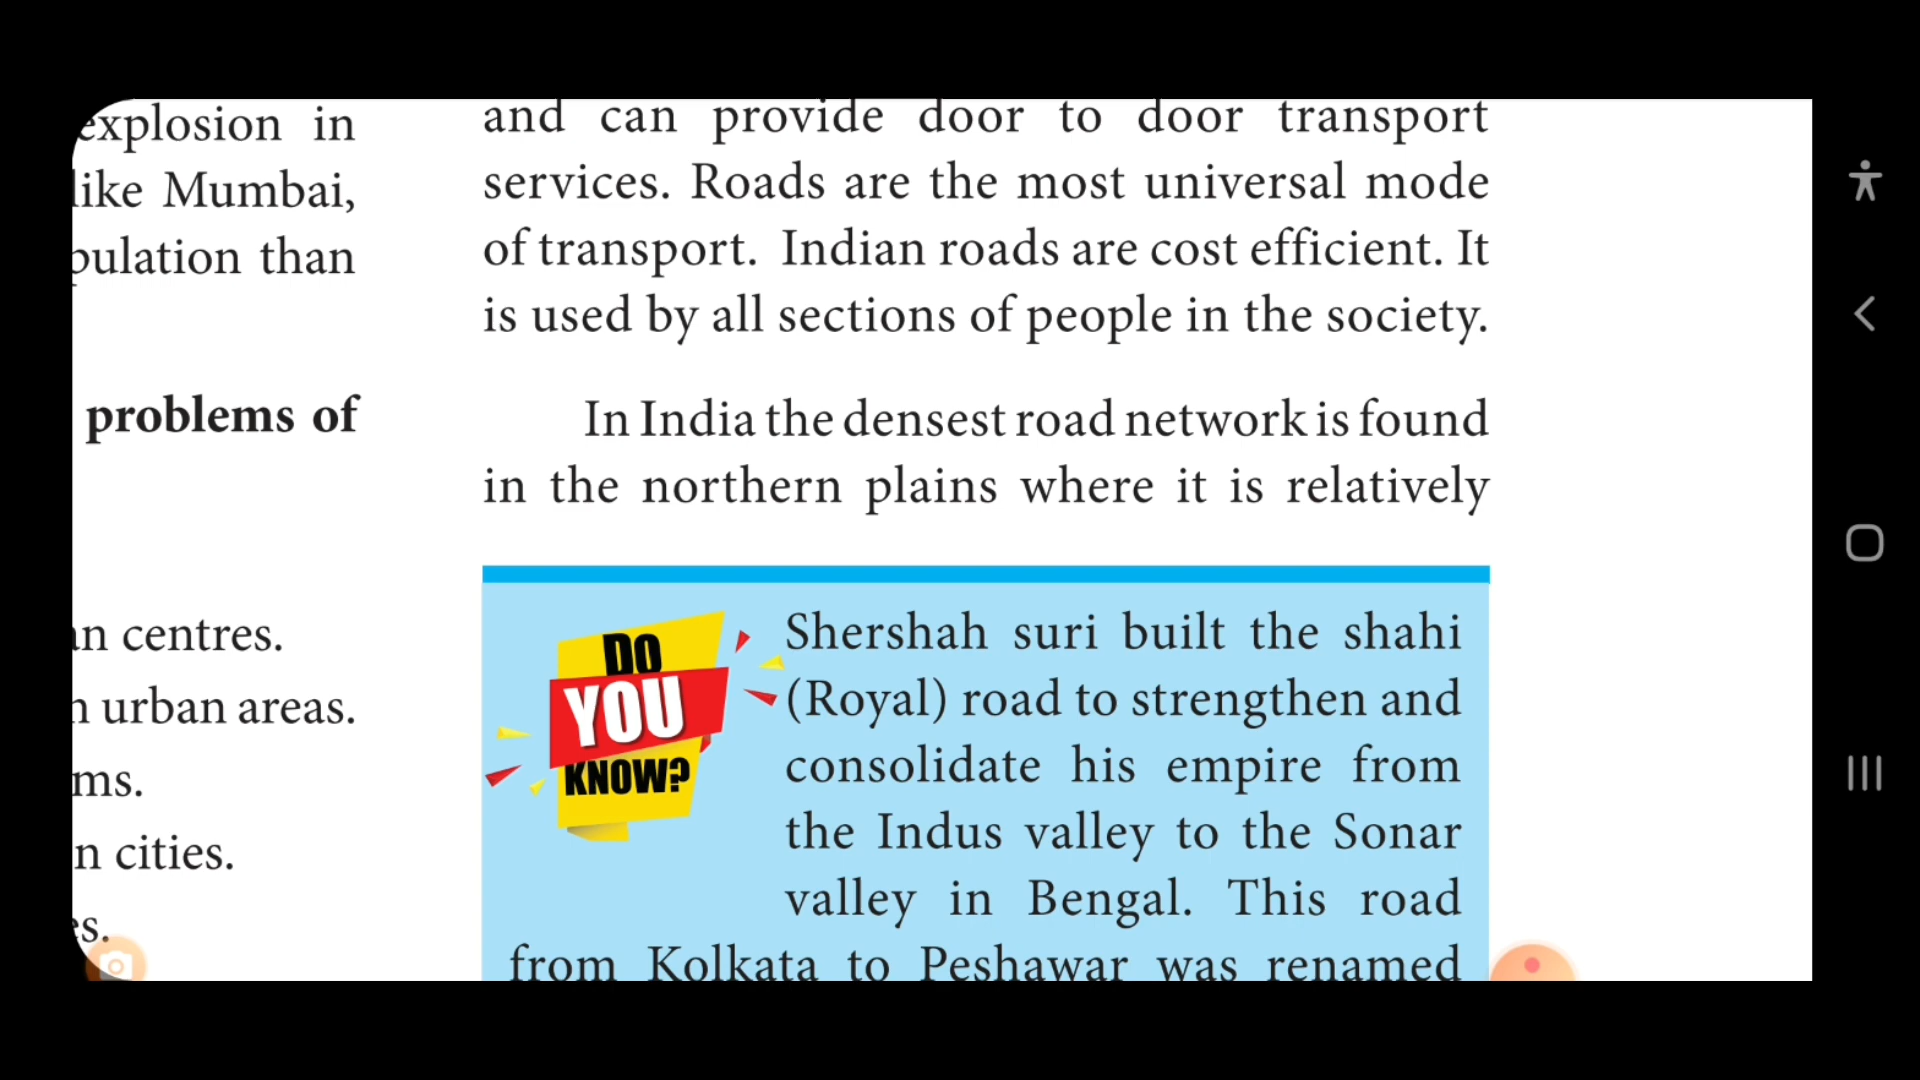 explosion in
like Mumbai,
than
problems of
centres.
urban areas.
cities.
and can provide door to door transport
services. Roads are the most universal mode
of transport. Indian roads are cost efficient. It
is used by all sections of people in the society.
In India the densest road network is found
in the northern plains where it is relatively
DO
YOU
KNOW?
Shershah suri built the shahi
(Royal) road to strengthen and
consolidate his empire from
the Indus valley to the Sonar
valley in Bengal. This road
from Kolkata to Peshawar was renamed